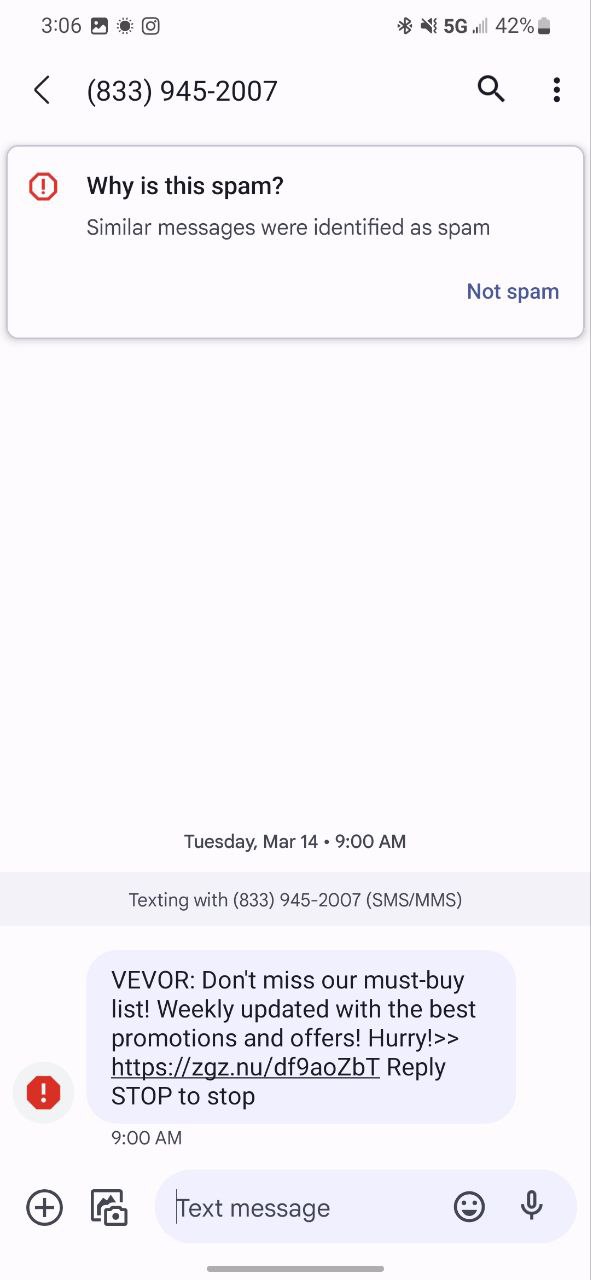 3:06 5G 42%
(833) 945-2007
Why is this spam?
Similar messages were identified as spam
Not spam
Tuesday, Mar 14 • 9:00 AM
Texting with (833) 945-2007 (SMS/MMS)
VEVOR: Don't miss our must-buy
list! Weekly updated with the best
promotions and offers! Hurry!>>
https://zgz.nu/df9aoZbT Reply
STOP to stop
9:00 AM
Text message